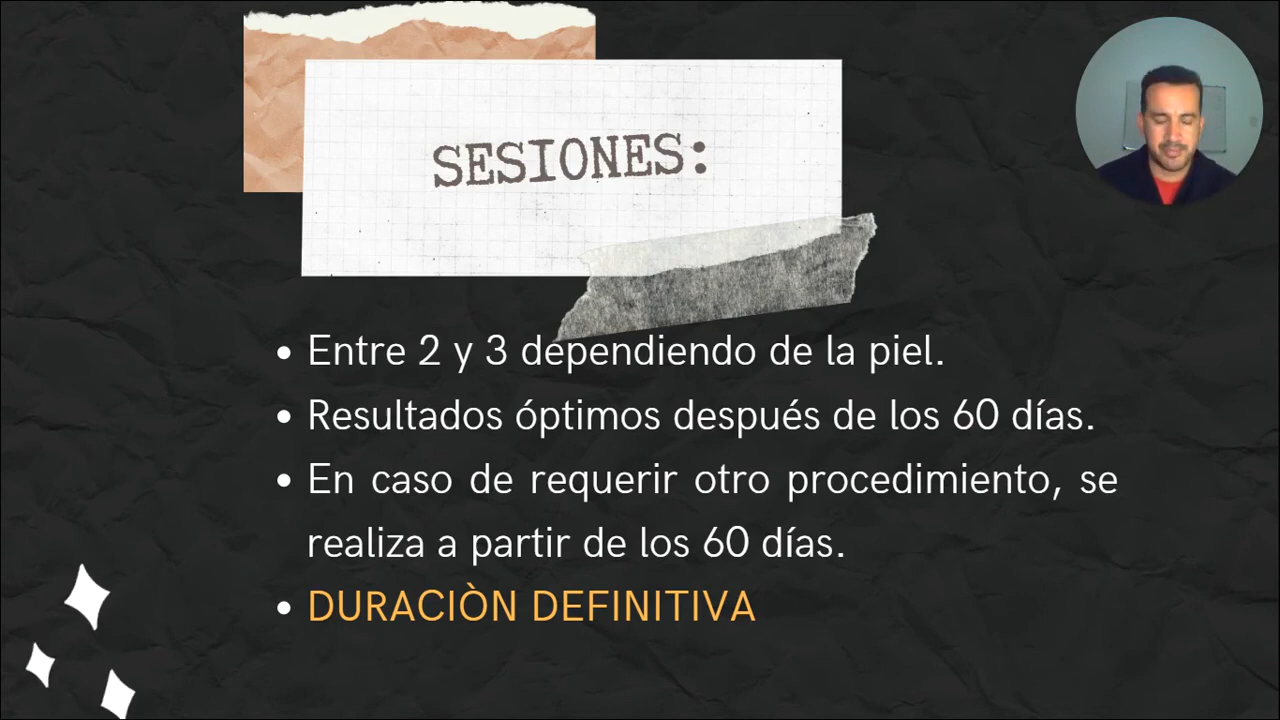 SESIONES:
• Entre 2 y 3 dependiendo de la piel.
• Resultados óptimos después de los 60 días.
• En caso de requerir otro procedimiento, se
realiza a partir de los 60 días.
• DURACIÒN DEFINITIVA